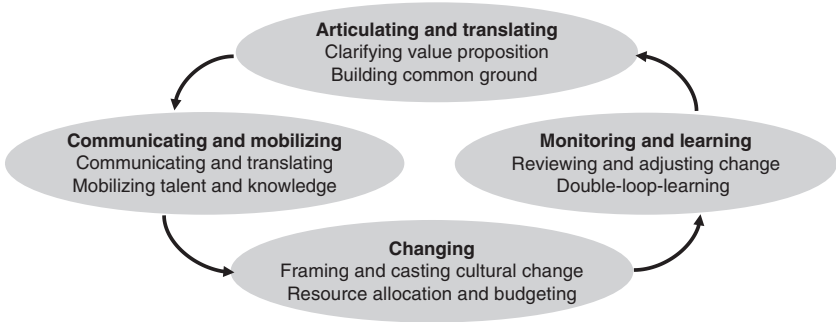 Articulating and translating
Clarifying value proposition
Building common ground
Communicating and mobilizing
Communicating and translating
Mobilizing talent and knowledge
Monitoring and learning
Reviewing and adjusting change
Double-loop-learning
Changing
Framing and casting cultural change
Resource allocation and budgeting